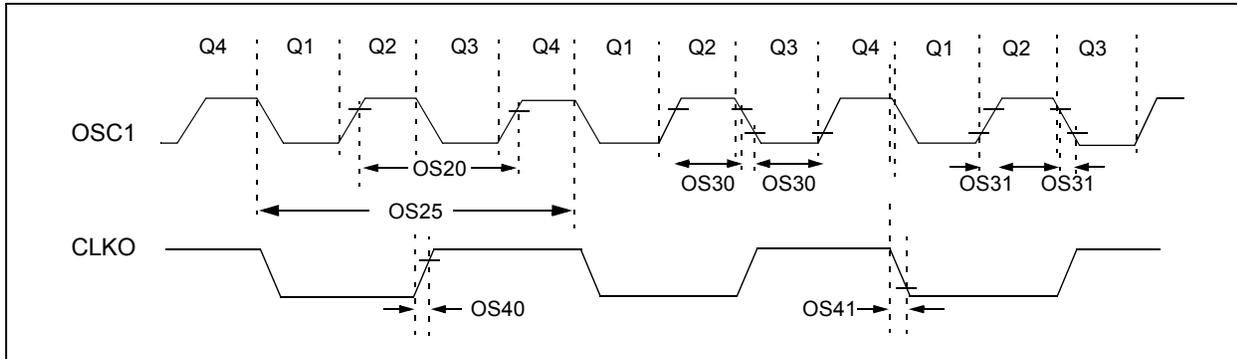 Q4 Q1 Q2 Q3 Q4 Q1 Q2 Q3 Q4 Q1 Q2 Q3
OSC1
OS20
OS30 OS30
OS31 OS31
OS25
CLKO
OS40
OS41